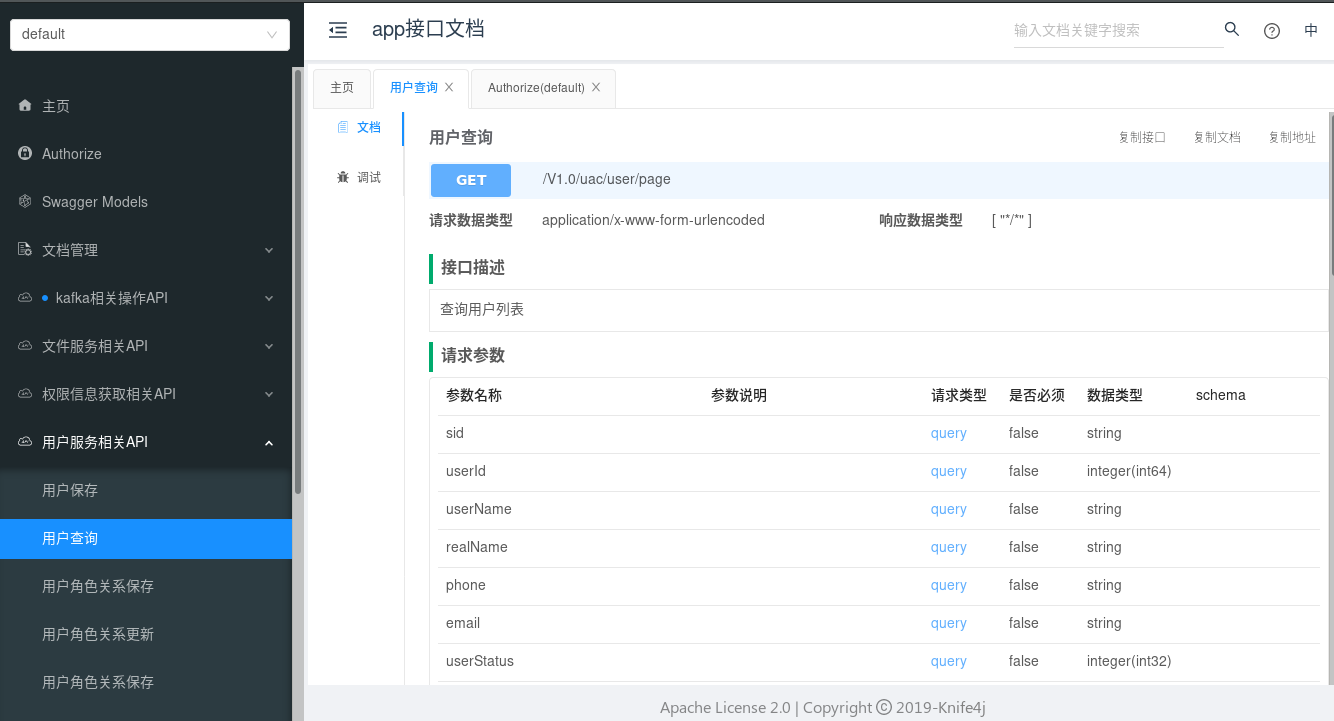 default
主页
Authorize
Swagger Models
文档管理
kafka相关操作API
文件服务相关API
权限信息获取相关API
用户服务相关API
用户保存
用户查询
用户角色关系保存
用户角色关系更新
用户角色关系保存
app接口文档
输入文档关键字搜索
中
主页 用户查询 Authorize(default)
文档
调试
用户查询 复制接口 复制文档 复制地址
GET /V1.0/uac/user/page
请求数据类型 application/x-www-form-urlencoded 响应数据类型 [ "*/*" ]
接口描述
查询用户列表
请求参数
参数名称 参数说明 请求类型 是否必须 数据类型 schema
sid query false string
userId query false integer(int64)
userName query false string
realName query false string
phone query false string
email query false string
userStatus query false integer(int32)
Apache License 2.0 | Copyright © 2019-Knife4j